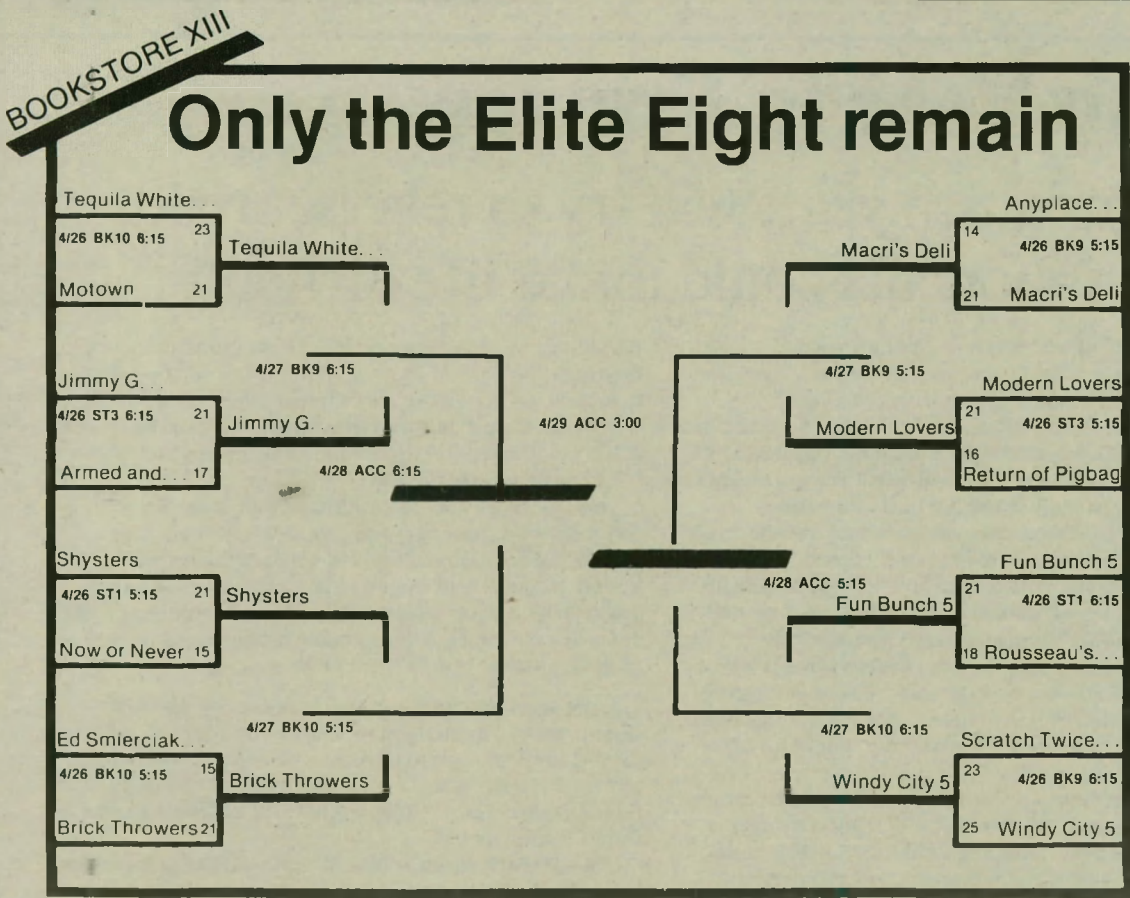 BOOKSTORE XIII
Only the Elite Eight remain
Tequila White...
4/26 BK10 6:15 23
Motown 21
Tequila White...
4/27 BK9 6:15
Jimmy G...
4/26 ST3 6:15 21
Armed and... 17
Jimmy G...
4/28 ACC 6:15
Shysters
4/26 ST1 5:15 21
Now or Never 15
Shysters
4/27 BK10 5:15
Ed Smierciak...
4/26 BK10 5:15 15
Brick Throwers 21
Brick Throwers
4/29 ACC 3:00
Anyplace...
14 4/26 BK9 5:15
21 Macri's Deli
Macri's Deli
4/27 BK9 5:15
Modern Lovers
21 4/26 ST3 5:15
16
Return of Pigbag
Modern Lovers
4/28 ACC 5:15
Fun Bunch 5
21 4/26 ST1 6:15
18 Rousseau's...
Fun Bunch 5
4/27 BK10 6:15
Scratch Twice...
23 4/26 BK9 6:15
25 Windy City 5
Windy City 5